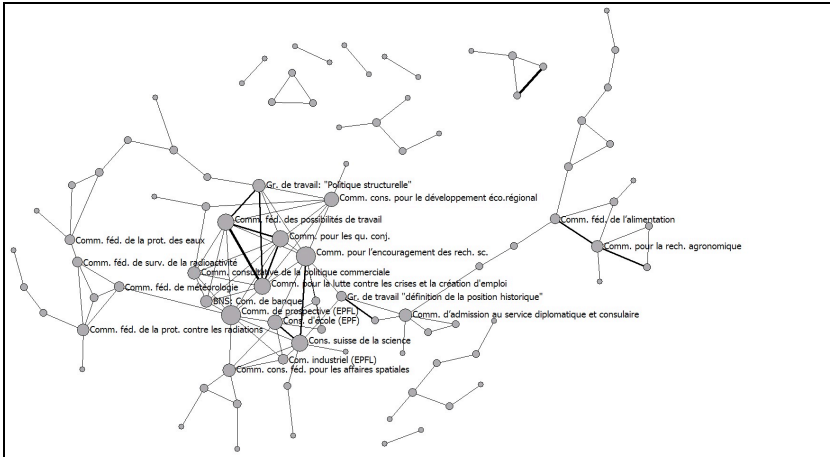 Gr. de travail: "Politique structurelle"
Comm. cons. pour le développement éco.régional
Comm. féd. des possibilités de travail
Comm. féd. de l'alimentation
Comm. pour les qu. conj.
Comm. féd. de la prot. des eaux
Comm. pour la rech. agronomique
Comm. pour l'encouragement des rech. sc.
Comm. féd. de surv. de la radioactivité
Comm. consultative de la politique commerciale
Comm. féd. de météorologie
Comm. pour la lutte contre les crises et la création d'emploi
Gr. de travail "définition de la position historique"
BNS: Com. de banque
Comm. de prospective (EPFL)
Comm. d'admission au service diplomatique et consulaire
Cons. d'école (EPF)
Comm. féd. de la prot. contre les radiations
Cons. suisse de la science
Com. industriel (EPFL)
Comm. cons. féd. pour les affaires spatiales